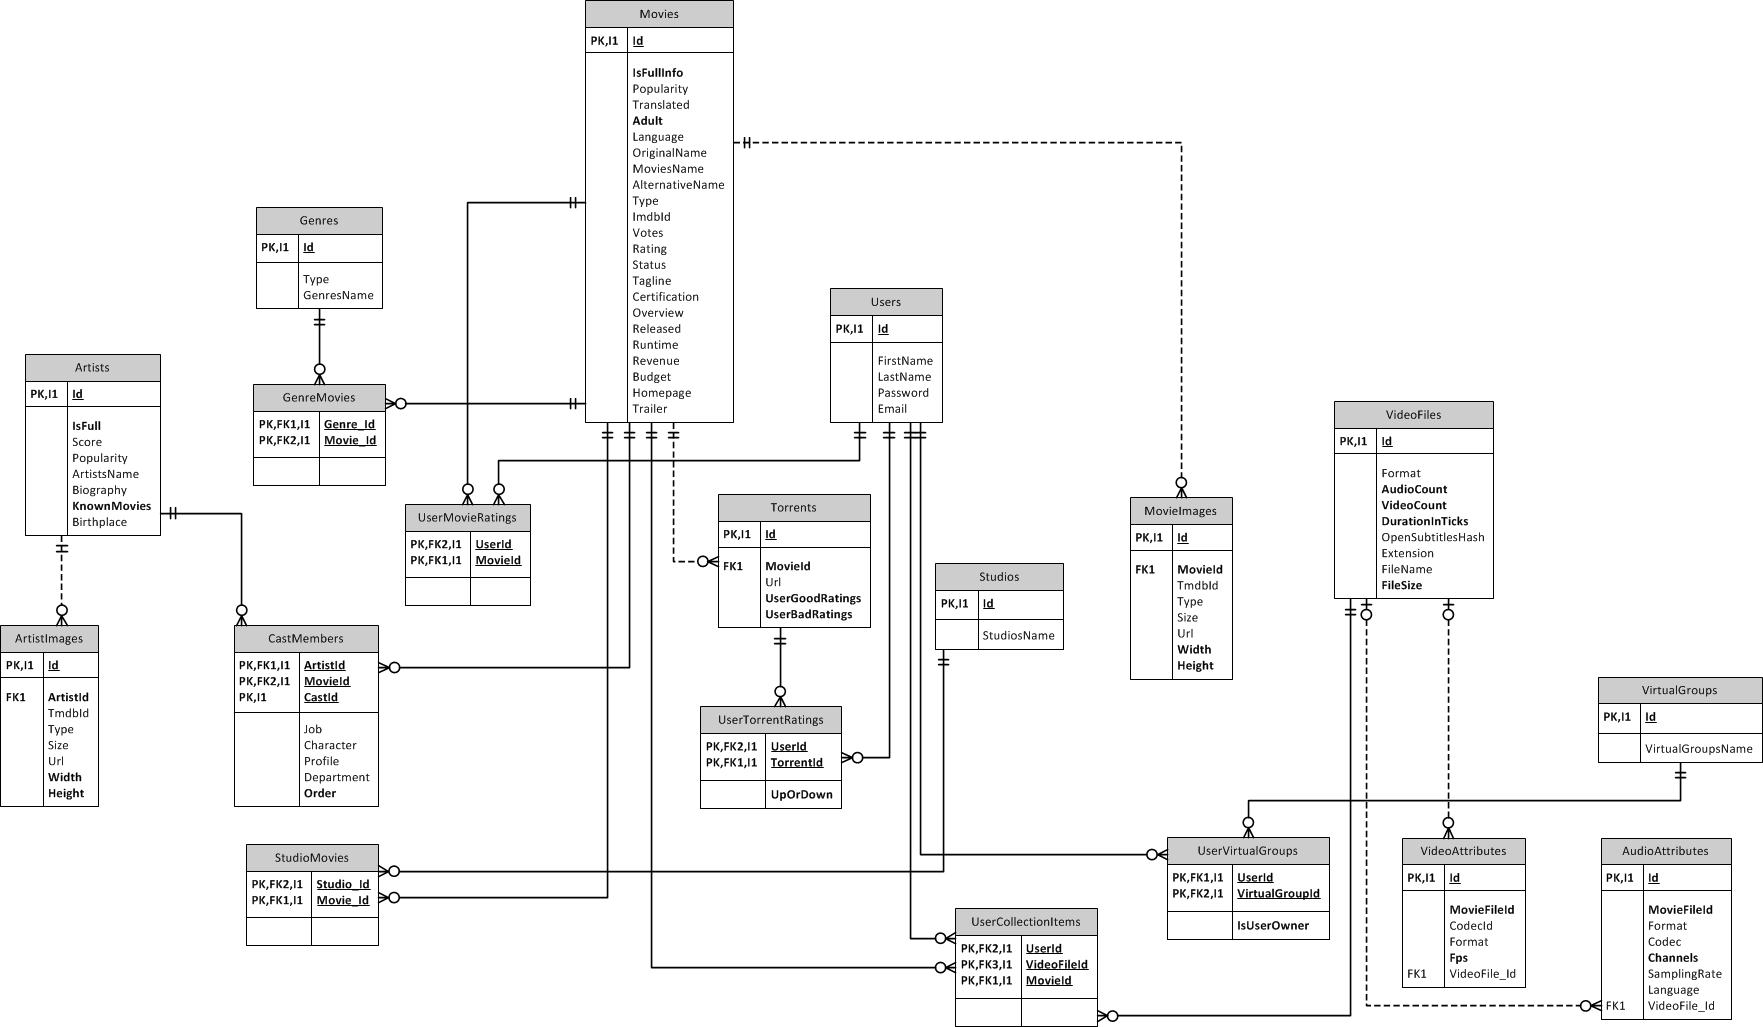 Movies
PK,I1 Id
IsFullInfo
Popularity
Translated
Adult
Language
OriginalName
MoviesName
AlternativeName
Type
ImdbId
Votes
Rating
Status
Tagline
Certification
Overview
Released
Runtime
Revenue
Budget
Homepage
Trailer
Genres
PK,I1 Id
Type
GenresName
Users
PK,I1 Id
FirstName
LastName
Password
Email
Artists
PK,I1 Id
IsFull
Score
Popularity
ArtistsName
Biography
KnownMovies
Birthplace
GenreMovies
PK,FK1,I1 Genre_Id
PK,FK2,I1 Movie_Id
VideoFiles
PK,I1 Id
Format
AudioCount
VideoCount
DurationInTicks
OpenSubtitlesHash
Extension
FileName
FileSize
UserMovieRatings
PK,FK2,I1 UserId
PK,FK1,I1 MovieId
Torrents
PK,I1 Id
FK1 MovieId
Url
UserGoodRatings
UserBadRatings
MovieImages
PK,I1 Id
FK1 MovieId
TmdbId
Type
Size
Url
Width
Height
Studios
PK,I1 Id
StudiosName
ArtistImages
PK,I1 Id
FK1 ArtistId
TmdbId
Type
Size
Url
Width
Height
CastMembers
PK,FK1,I1 ArtistId
PK,FK2,I1 MovieId
PK,I1 CastId
Job
Character
Profile
Department
Order
UserTorrentRatings
PK,FK2,I1 UserId
PK,FK1,I1 TorrentId
UpOrDown
VirtualGroups
PK,I1 Id
VirtualGroupsName
StudioMovies
PK,FK2,I1 Studio_Id
PK,FK1,I1 Movie_Id
UserVirtualGroups
PK,FK1,I1 UserId
PK,FK2,I1 VirtualGroupId
IsUserOwner
VideoAttributes
PK,I1 Id
MovieFileId
CodecId
Format
Fps
FK1 VideoFile_Id
AudioAttributes
PK,I1 Id
MovieFileId
Format
Codec
Channels
SamplingRate
Language
FK1 VideoFile_Id
UserCollectionItems
PK,FK2,I1 UserId
PK,FK3,I1 VideoFileId
PK,FK1,I1 MovieId